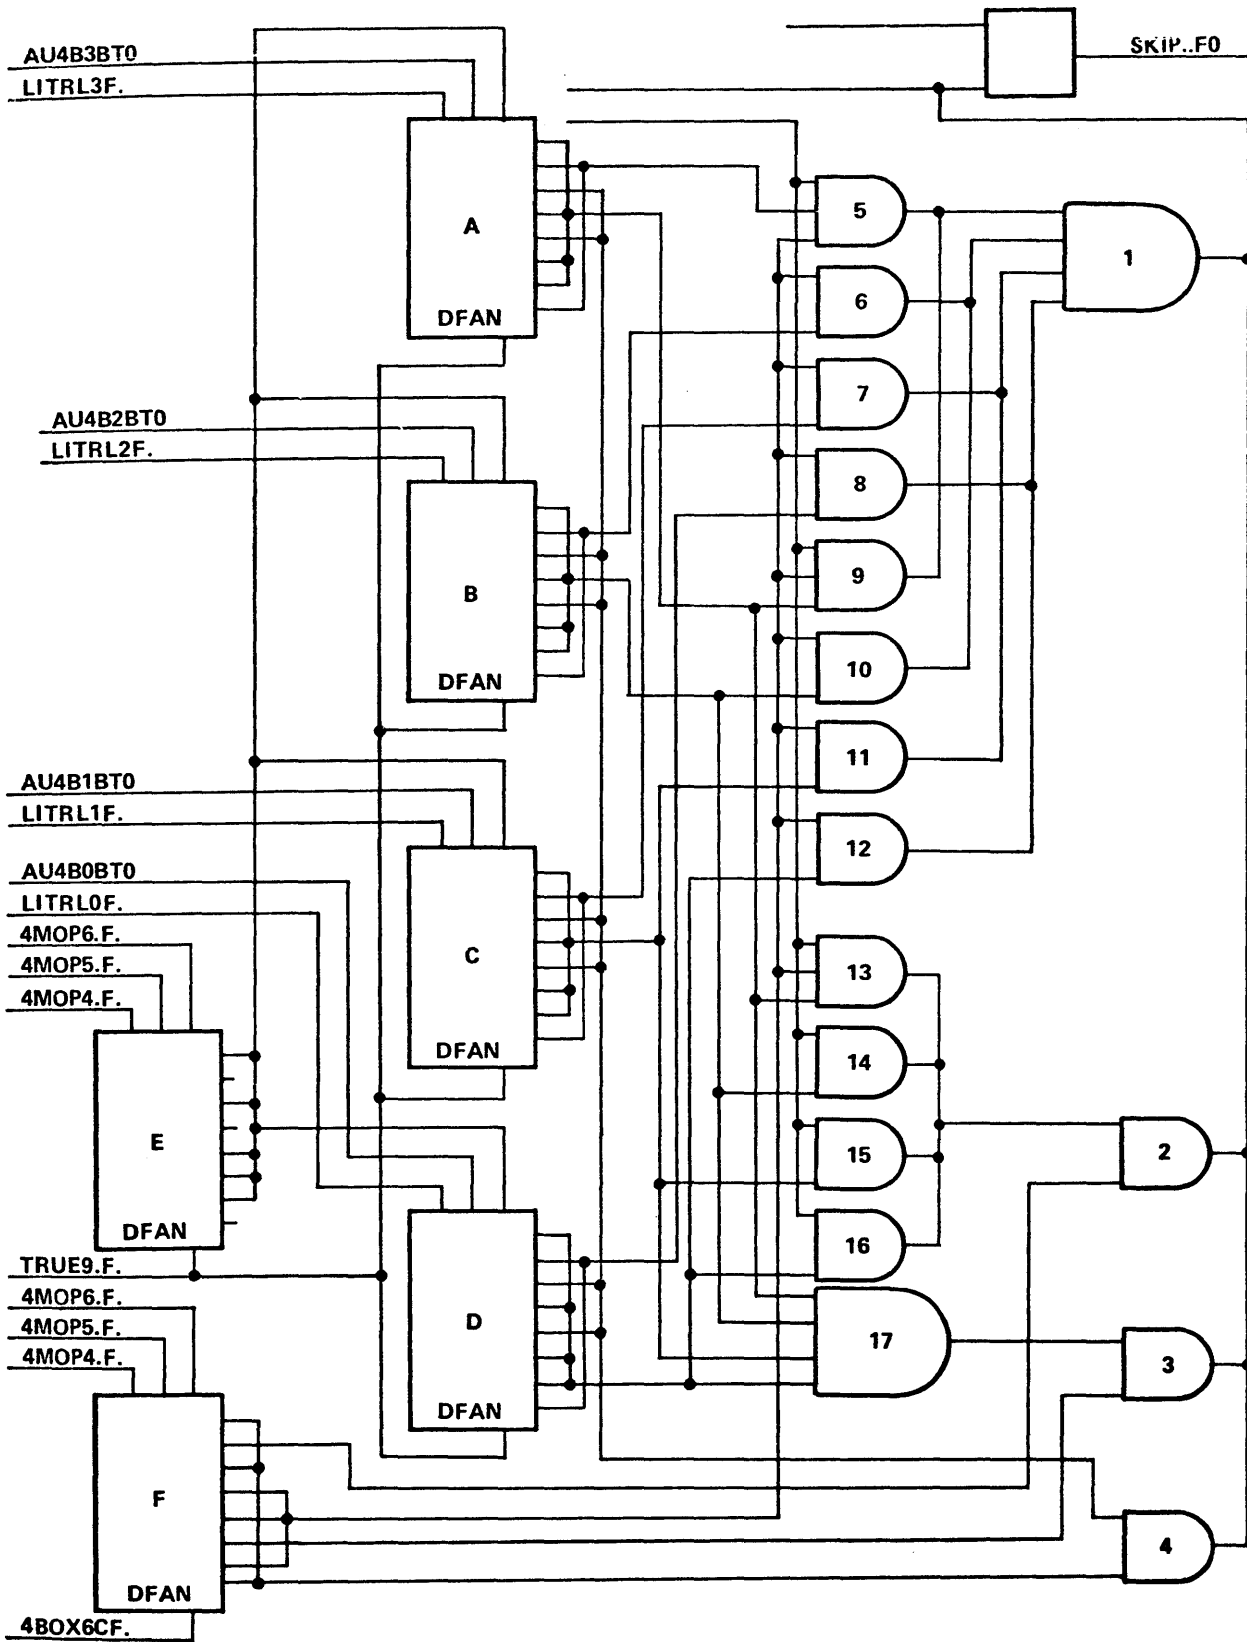 SKIP..F0
AU4B3BT0
LITRL3F.
A
DFAN
5
1
6
7
8
AU4B2BT0
LITRL2F.
B
DFAN
9
10
11
12
AU4B1BT0
LITRL1F.
AU4B0BT0
LITRL0F.
4MOP6.F.
4MOP5.F.
4MOP4.F.
C
DFAN
13
14
15
16
17
E
DFAN
2
TRUE9.F.
4MOP6.F.
4MOP5.F.
4MOP4.F.
D
DFAN
3
F
DFAN
4
4BOX6CF.